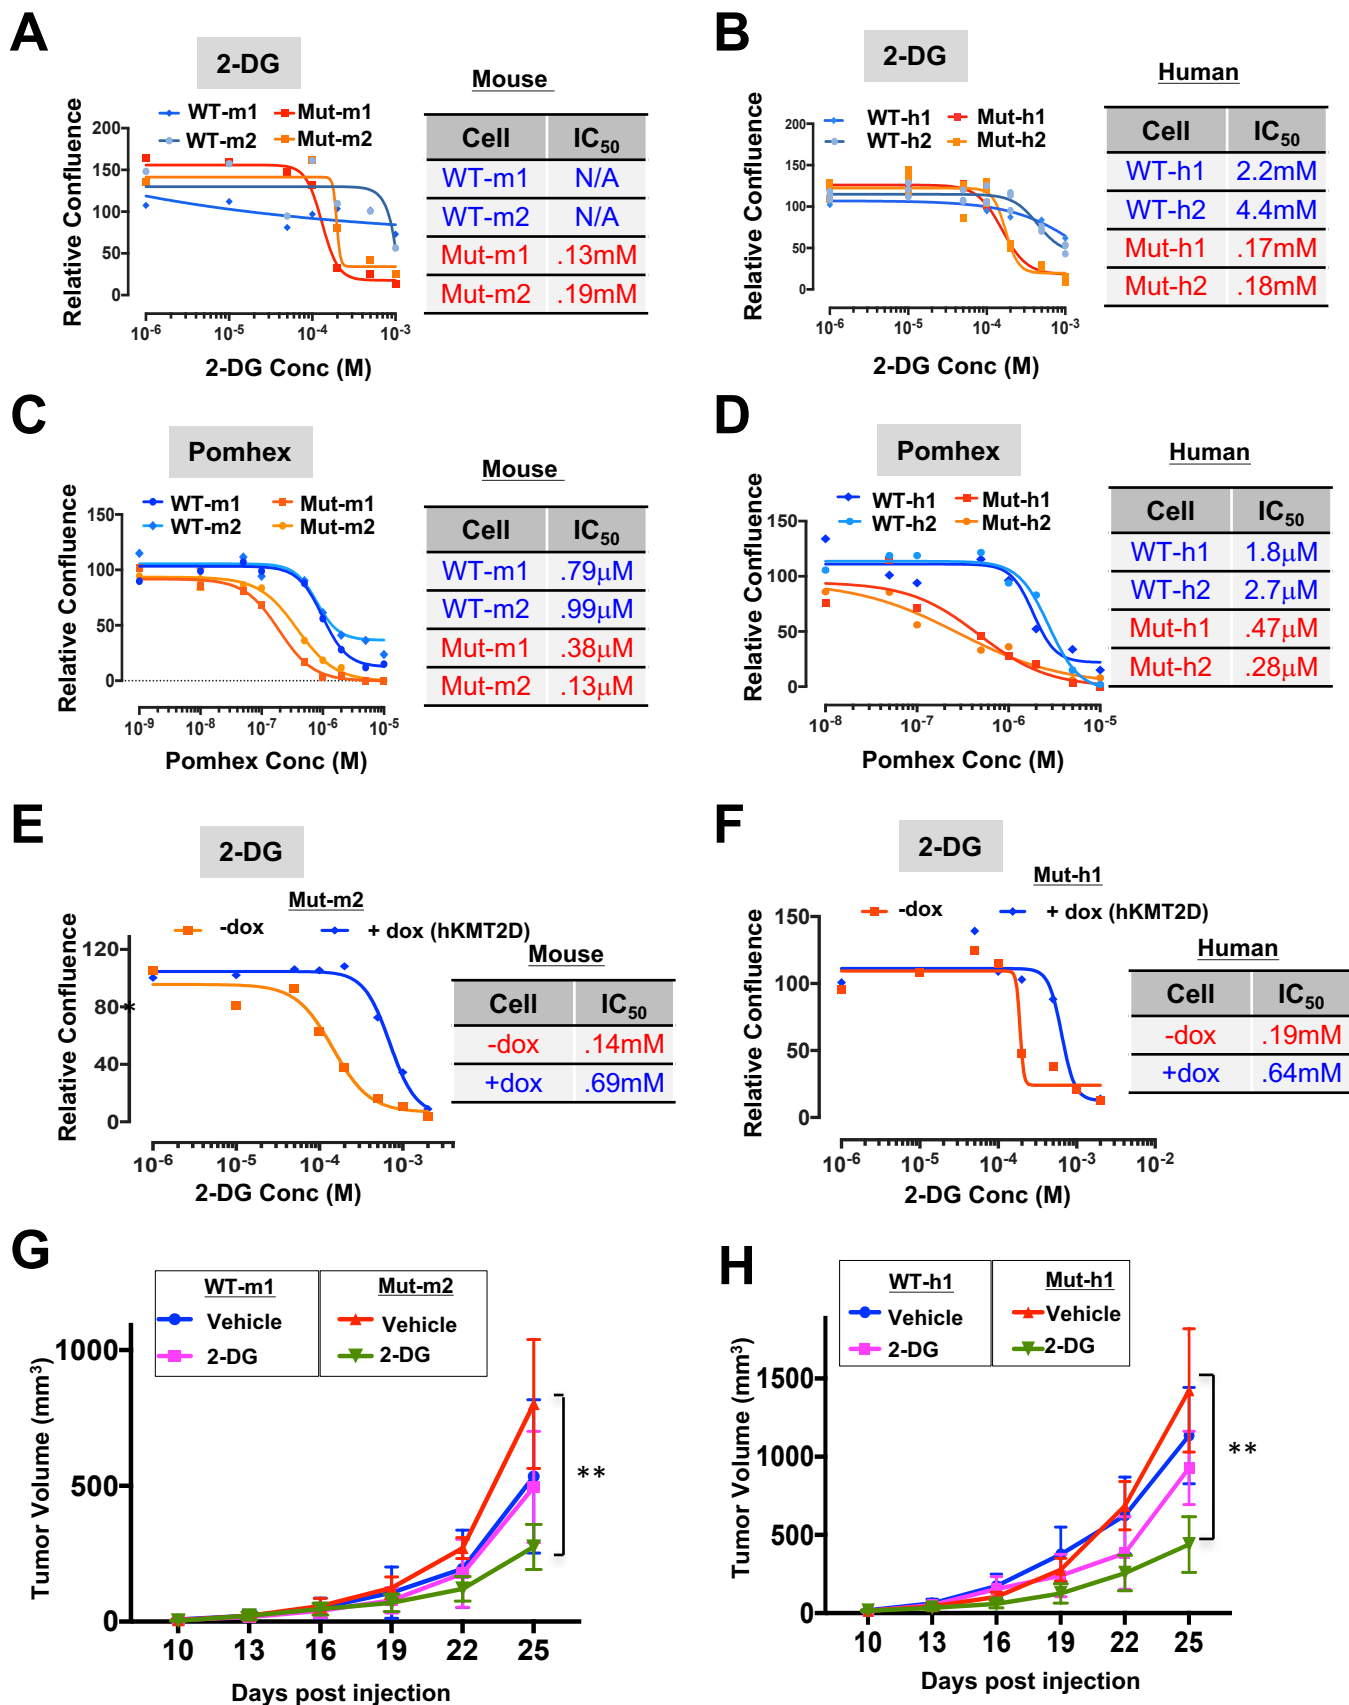 A
2-DG
Mouse
WT-m1 Mut-m1
WT-m2 Mut-m2
Relative Confluence
200
150
100
50
0
10-6 10-5 10-4 10-3
2-DG Conc (M)
Cell IC50
WT-m1 N/A
WT-m2 N/A
Mut-m1 .13mM
Mut-m2 .19mM
B
2-DG
Human
WT-h1 Mut-h1
WT-h2 Mut-h2
Relative Confluence
200
150
100
50
0
10-6 10-5 10-4 10-3
2-DG Conc (M)
Cell IC50
WT-h1 2.2mM
WT-h2 4.4mM
Mut-h1 .17mM
Mut-h2 .18mM
C
Pomhex
Mouse
WT-m1 Mut-m1
WT-m2 Mut-m2
Relative Confluence
150
100
50
0
10-9 10-8 10-7 10-6 10-5
Pomhex Conc (M)
Cell IC50
WT-m1 .79μM
WT-m2 .99μM
Mut-m1 .38μM
Mut-m2 .13μM
D
Pomhex
Human
WT-h1 Mut-h1
WT-h2 Mut-h2
Relative Confluence
150
100
50
0
10-8 10-7 10-6 10-5
Pomhex Conc (M)
Cell IC50
WT-h1 1.8μM
WT-h2 2.7μM
Mut-h1 .47μM
Mut-h2 .28μM
E
2-DG
Mut-m2
-dox + dox (hKMT2D)
Relative Confluence
120
80
40
0
10-6 10-5 10-4 10-3
2-DG Conc (M)
Mouse
Cell IC50
-dox .14mM
+dox .69mM
F
2-DG
Mut-h1
-dox + dox (hKMT2D)
Relative Confluence
150
100
50
0
10-6 10-5 10-4 10-3 10-2
2-DG Conc (M)
Human
Cell IC50
-dox .19mM
+dox .64mM
G
WT-m1 Mut-m2
Vehicle Vehicle
2-DG 2-DG
Tumor Volume (mm3)
1000
500
0
**
10 13 16 19 22 25
Days post injection
H
WT-h1 Mut-h1
Vehicle Vehicle
2-DG 2-DG
Tumor Volume (mm3)
1500
1000
500
0
**
10 13 16 19 22 25
Days post injection